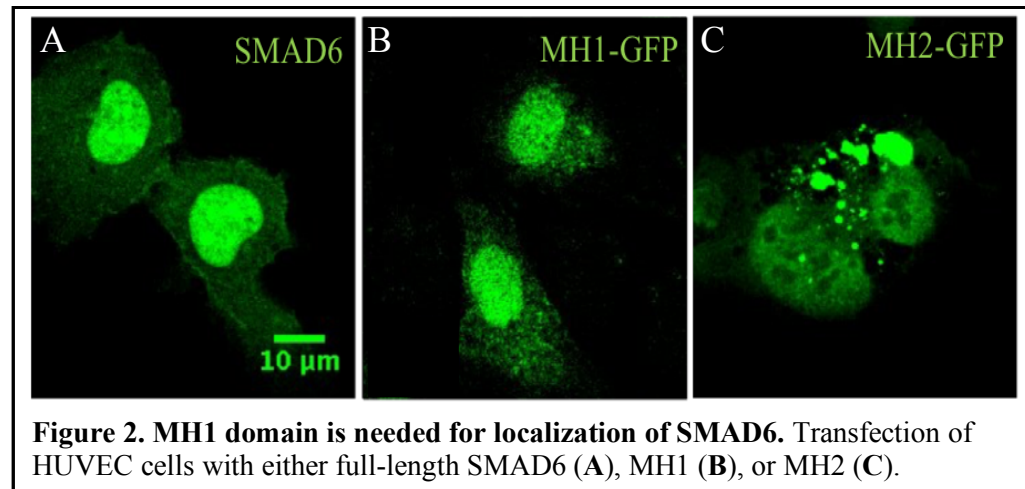 A
SMAD6
B
MH1-GFP
C
MH2-GFP
10 μm
Figure 2. MH1 domain is needed for localization of SMAD6. Transfection of
HUVEC cells with either full-length SMAD6 (A), MH1 (B), or MH2 (C).